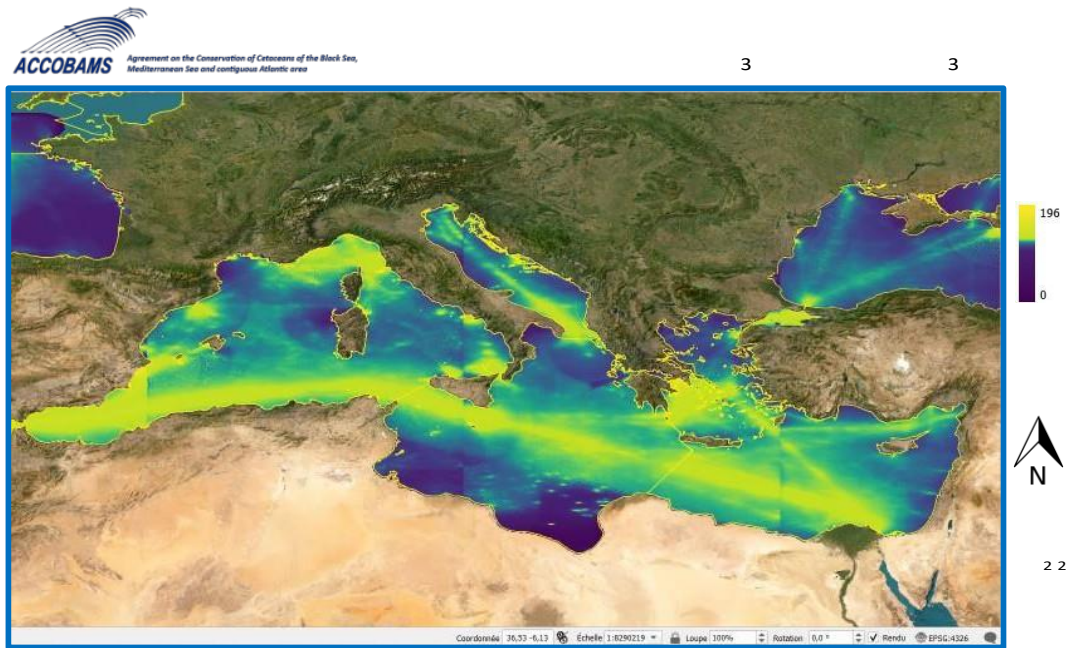 ACCOBAMS
Agreement on the Conservation of Cetaceans of the Black Sea,
Mediterranean Sea and contiguous Atlantic area
3 3
196
0
N
2 2
Coordonnée 36,53 -6,13 Échelle 1:8290219 Loupe 100% Rotation 0,0 ° Rendu EPSG:4326